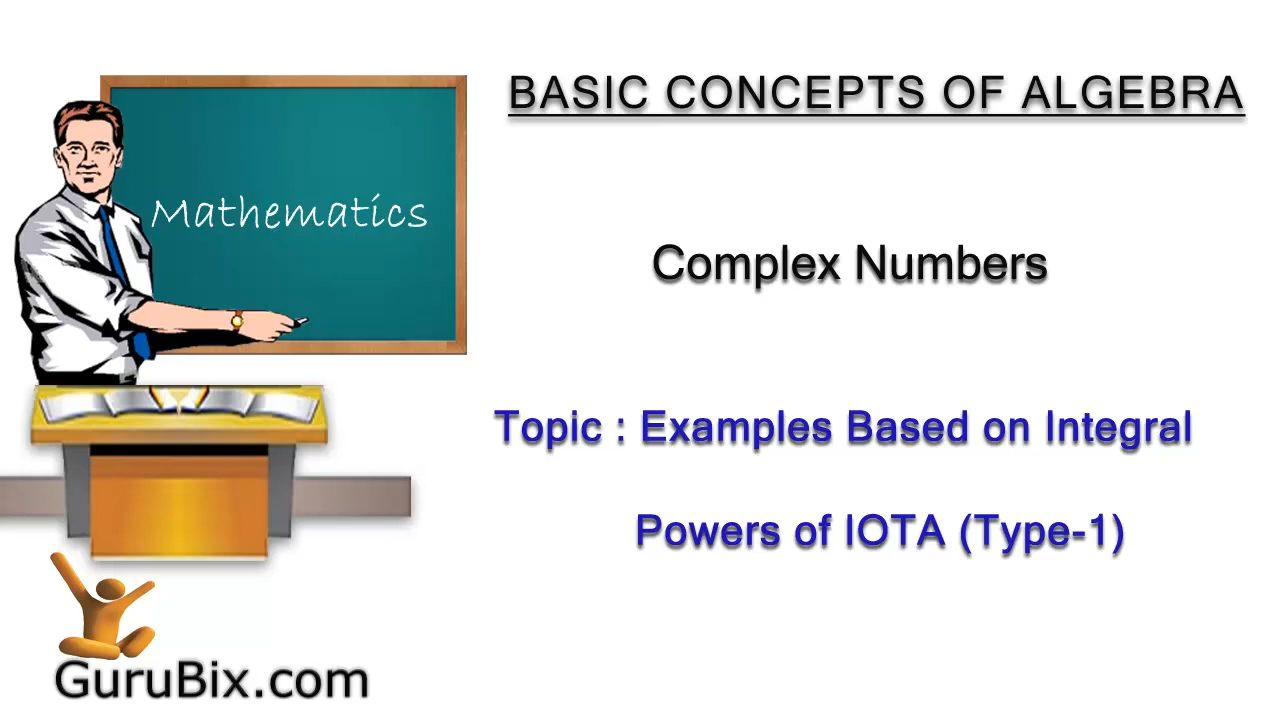 BASIC CONCEPTS OF ALGEBRA
Mathematics
Complex Numbers
Topic : Examples Based on Integral
Powers of IOTA (Type-1)
GuruBix.com